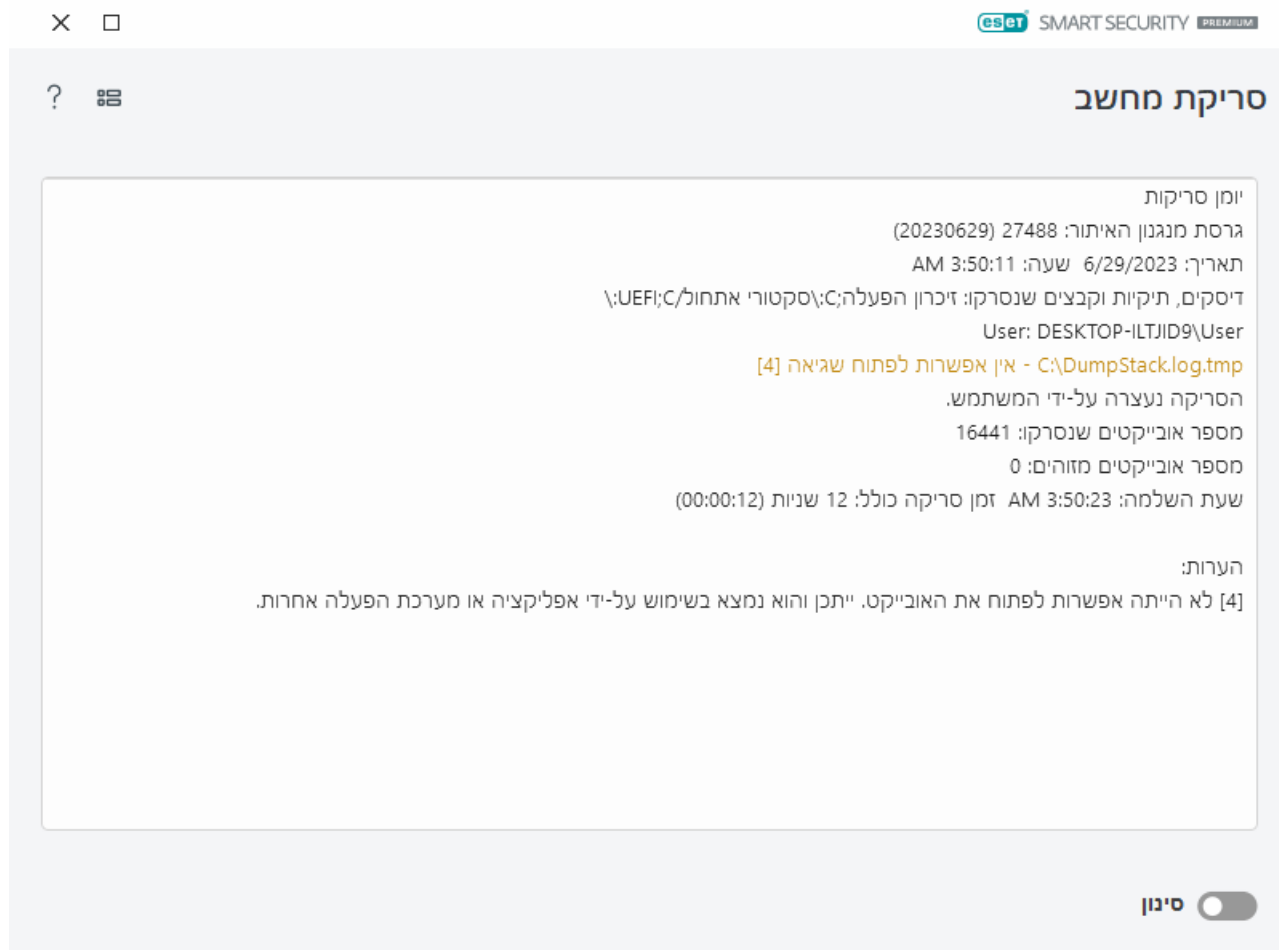 eset SMART SECURITY PREMIUM
סריקת מחשב
?
יומן סריקות
גרסת מנגנון האיתור: 27488 (20230629)
תאריך: 6/29/2023 שעה: 3:50:11 AM
דיסקים, תיקיות וקבצים שנסרקו: זיכרון הפעלה;C:\סקטורי אתחול/UEFI;C:\
User: DESKTOP-ILTJID9\User
C:\DumpStack.log.tmp - אין אפשרות לפתוח שגיאה [4]
הסריקה נעצרה על-ידי המשתמש.
מספר אובייקטים שנסרקו: 16441
מספר אובייקטים מזוהים: 0
שעת השלמה: 3:50:23 AM זמן סריקה כולל: 12 שניות (00:00:12)
הערות:
[4] לא הייתה אפשרות לפתוח את האובייקט. ייתכן והוא נמצא בשימוש על-ידי אפליקציה או מערכת הפעלה אחרות.
סינון